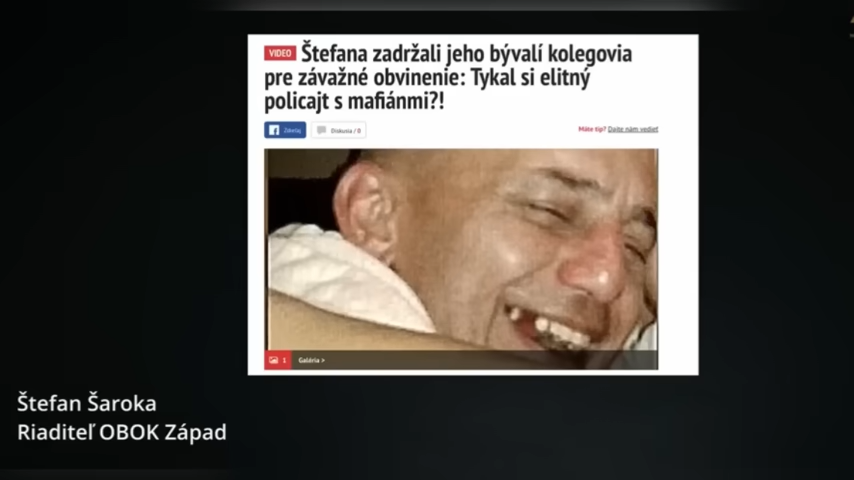 VIDEO Štefana zadržali jeho bývalí kolegovia
pre závažné obvinenie: Tykal si elitný
policajt s mafiánmi?!
Zdieľaj
Diskusia / 0
Máte tip? Dajte nám vedieť
1 Galéria >
Štefan Šaroka
Riaditeľ OBOK Západ